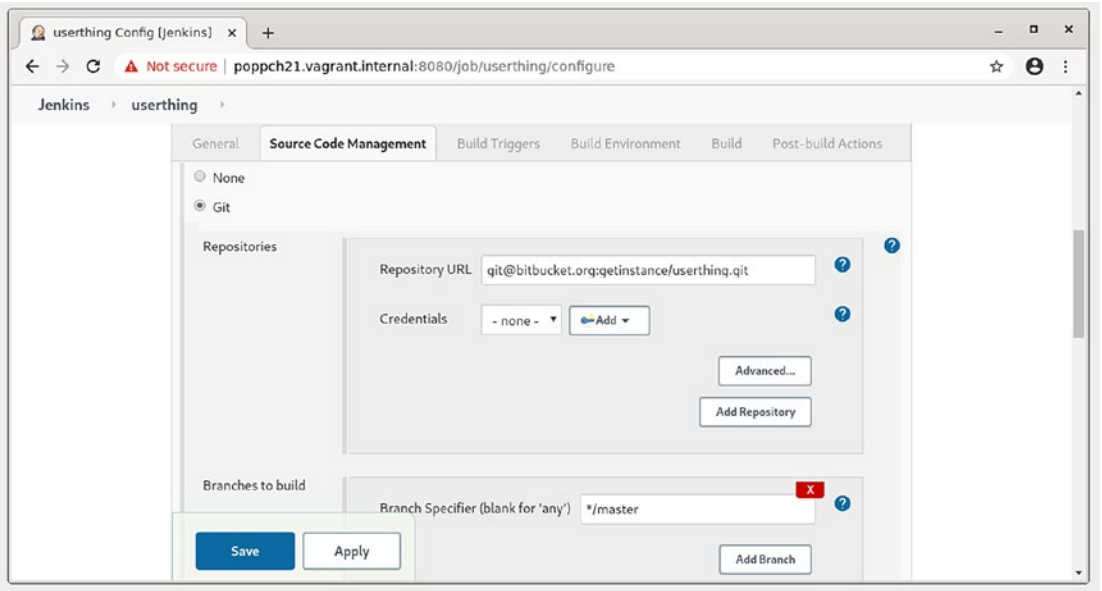 userthing Config [Jenkins] x +
Not secure | poppch21.vagrant.internal:8080/job/userthing/configure
Jenkins userthing
General Source Code Management Build Triggers Build Environment Build Post-build Actions
None
Git
Repositories
Repository URL git@bitbucket.org:getinstance/userthing.git
Credentials - none - Add
Advanced...
Add Repository
Branches to build
X
Branch Specifier (blank for 'any') */master
Save Apply
Add Branch